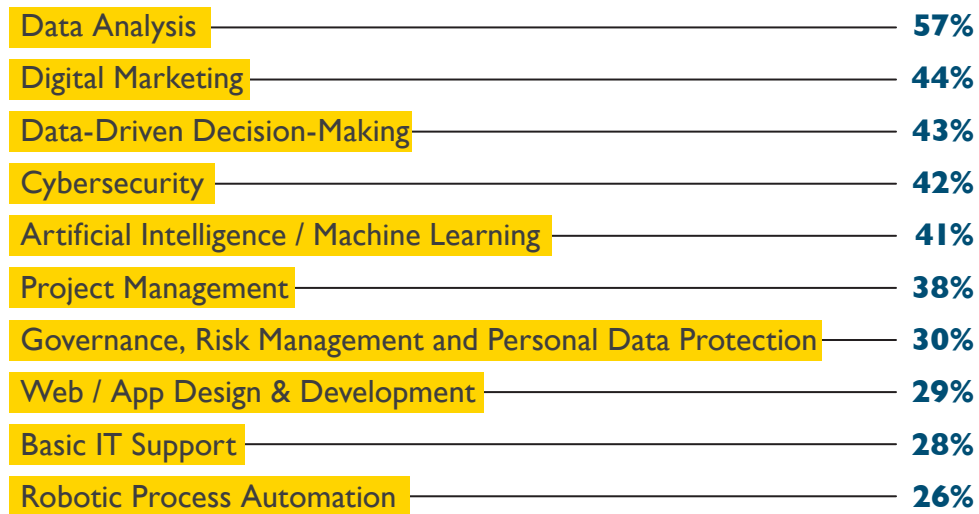 Data Analysis 57%
Digital Marketing 44%
Data-Driven Decision-Making 43%
Cybersecurity 42%
Artificial Intelligence / Machine Learning 41%
Project Management 38%
Governance, Risk Management and Personal Data Protection 30%
Web / App Design & Development 29%
Basic IT Support 28%
Robotic Process Automation 26%